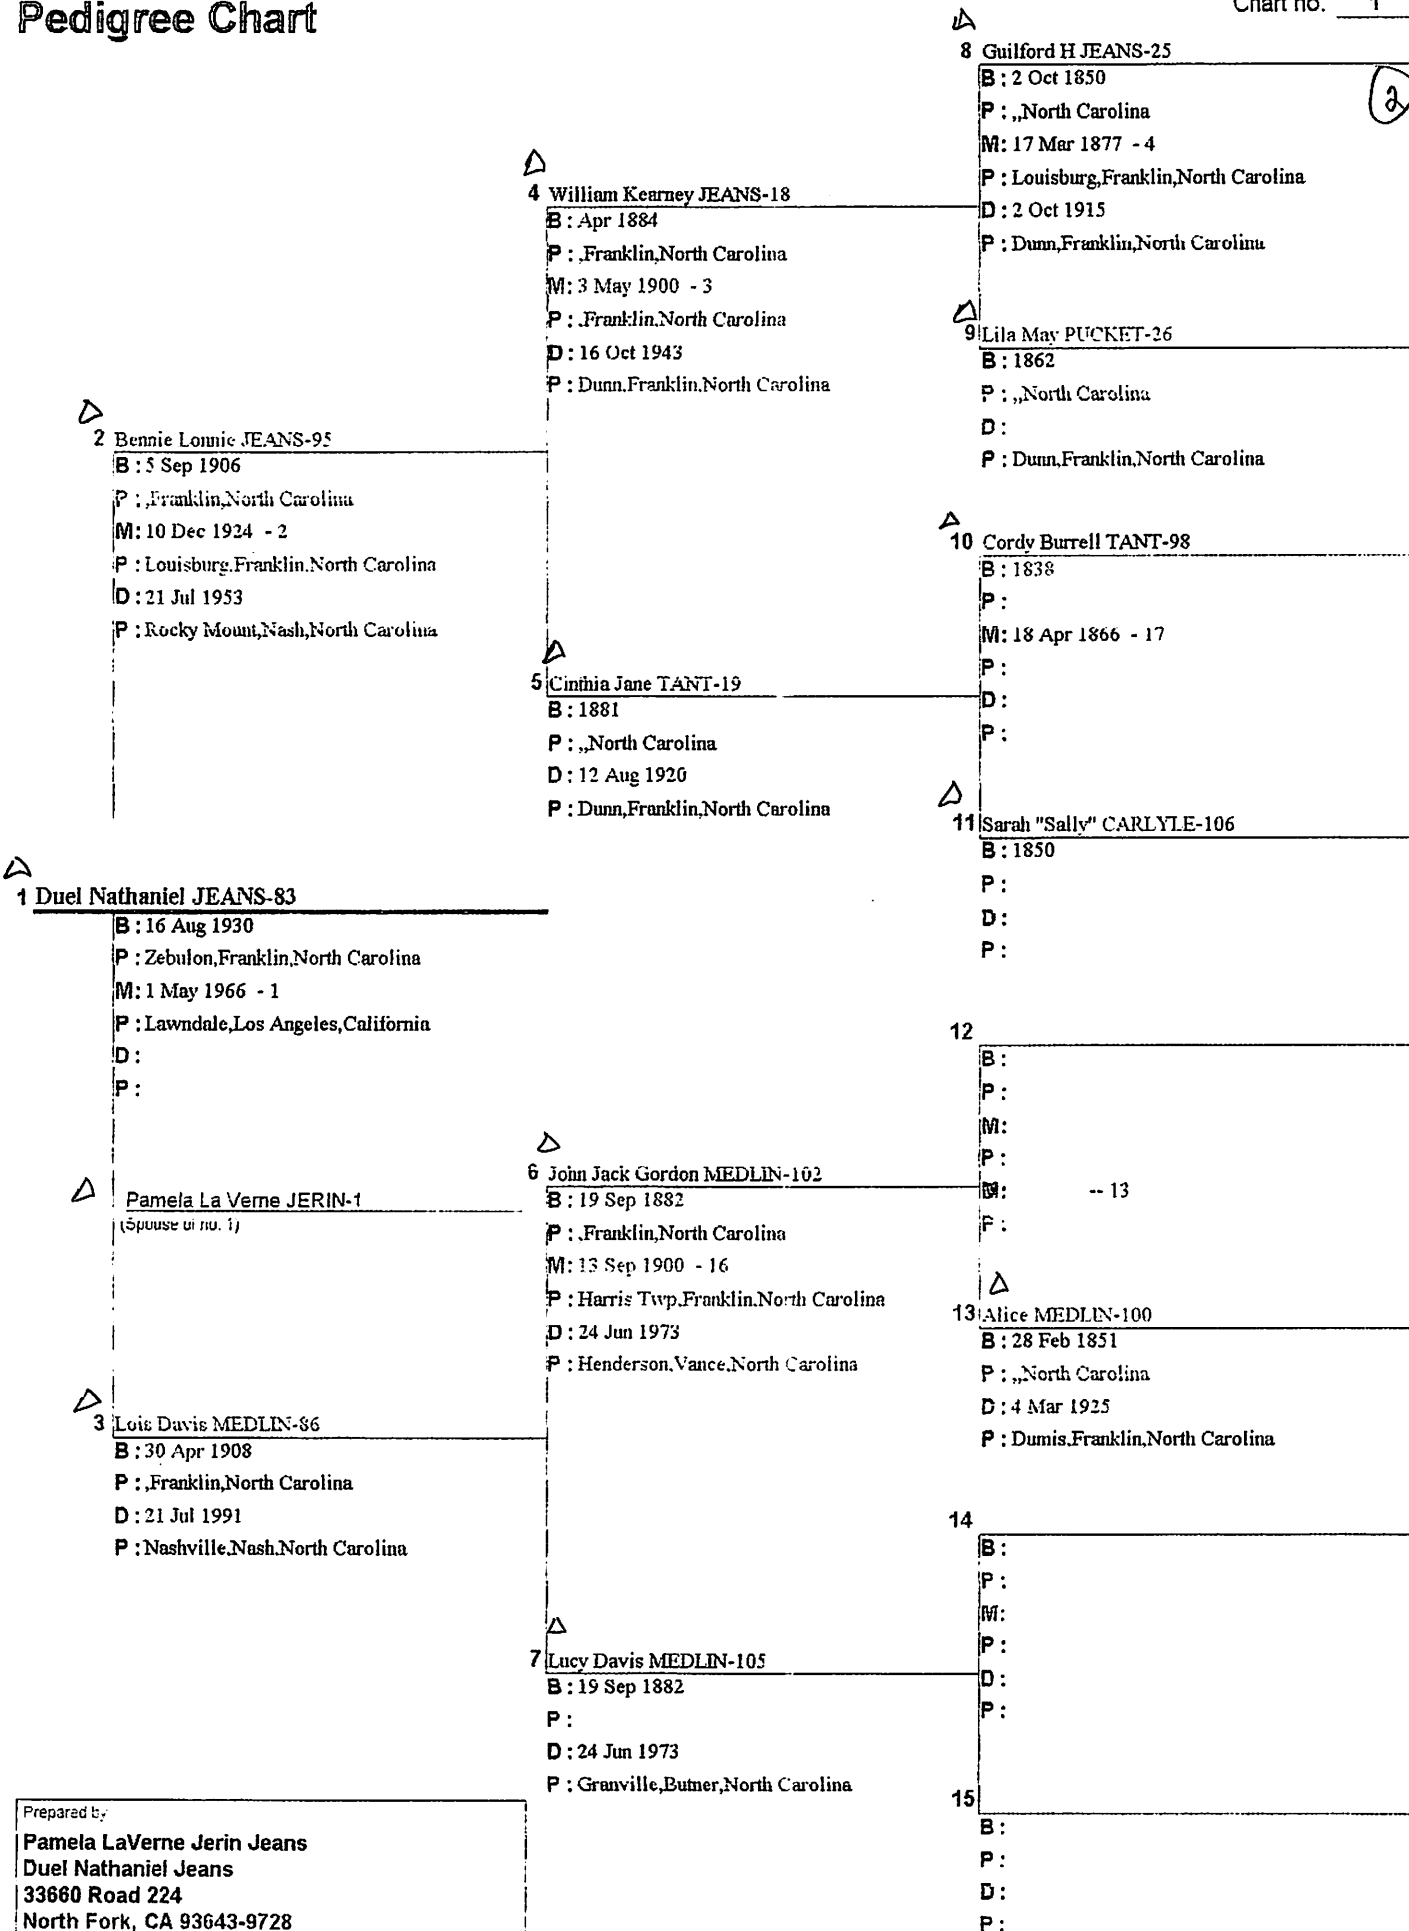 Pedigree Chart
Chart no. 1
8 Guilford H JEANS-25
B : 2 Oct 1850
P : ,,North Carolina
M: 17 Mar 1877 - 4
P : Louisburg,Franklin,North Carolina
D : 2 Oct 1915
P : Dunn,Franklin,North Carolina
2
4 William Kearney JEANS-18
B : Apr 1884
P : ,Franklin,North Carolina
M: 3 May 1900 - 3
P : ,Franklin,North Carolina
D : 16 Oct 1943
P : Dunn,Franklin,North Carolina
9 Lila May PUCKET-26
B : 1862
P : ,,North Carolina
D :
P : Dunn,Franklin,North Carolina
2 Bennie Lonnie JEANS-95
B : 5 Sep 1906
P : ,Franklin,North Carolina
M: 10 Dec 1924 - 2
P : Louisburg,Franklin,North Carolina
D : 21 Jul 1953
P : Rocky Mount,Nash,North Carolina
10 Cordy Burrell TANT-98
B : 1838
P :
M: 18 Apr 1866 - 17
P :
D :
P :
5 Cinthia Jane TANT-19
B : 1881
P : ,,North Carolina
D : 12 Aug 1920
P : Dunn,Franklin,North Carolina
11 Sarah "Sally" CARLYLE-106
B : 1850
P :
D :
P :
1 Duel Nathaniel JEANS-83
B : 16 Aug 1930
P : Zebulon,Franklin,North Carolina
M: 1 May 1966 - 1
P : Lawndale,Los Angeles,California
D :
P :
12
B :
P :
M:
P :
M: -- 13
P :
Pamela La Verne JERIN-1
(Spouse of no. 1)
6 John Jack Gordon MEDLIN-102
B : 19 Sep 1882
P : ,Franklin,North Carolina
M: 13 Sep 1900 - 16
P : Harris Twp,Franklin,North Carolina
D : 24 Jun 1973
P : Henderson,Vance,North Carolina
13 Alice MEDLIN-100
B : 28 Feb 1851
P : ,,North Carolina
D : 4 Mar 1925
P : Dumis,Franklin,North Carolina
3 Lois Davis MEDLIN-86
B : 30 Apr 1908
P : ,Franklin,North Carolina
D : 21 Jul 1991
P : Nashville,Nash,North Carolina
14
B :
P :
M:
P :
D :
P :
7 Lucy Davis MEDLIN-105
B : 19 Sep 1882
P :
D : 24 Jun 1973
P : Granville,Butner,North Carolina
15
B :
P :
D :
P :
Prepared by
Pamela LaVerne Jerin Jeans
Duel Nathaniel Jeans
33660 Road 224
North Fork, CA 93643-9728